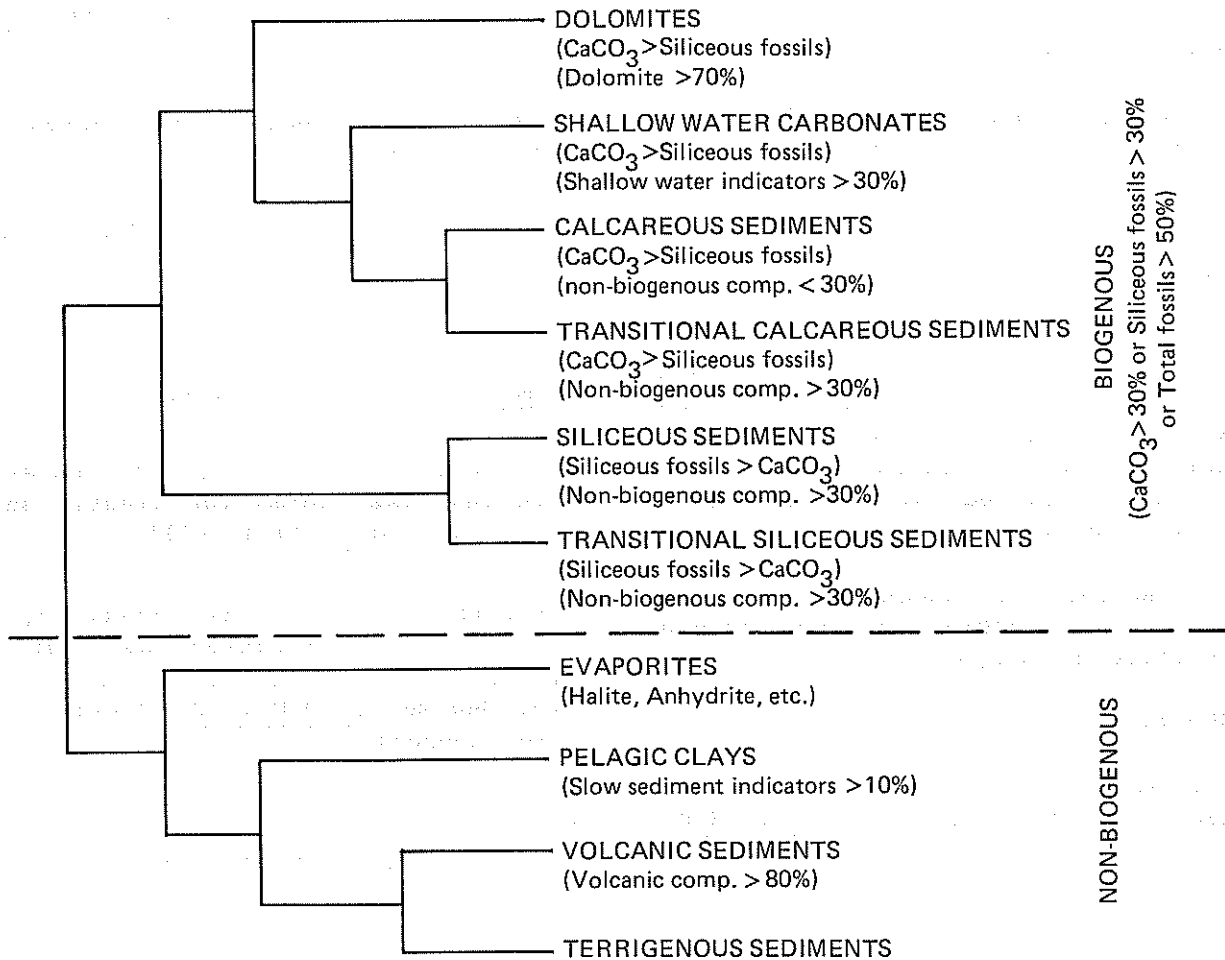 DOLOMITES
(CaCO3>Siliceous fossils)
(Dolomite >70%)
SHALLOW WATER CARBONATES
(CaCO3>Siliceous fossils)
(Shallow water indicators >30%)
CALCAREOUS SEDIMENTS
(CaCO3>Siliceous fossils)
(non-biogenous comp. < 30%)
TRANSITIONAL CALCAREOUS SEDIMENTS
(CaCO3>Siliceous fossils)
(Non-biogenous comp. >30%)
SILICEOUS SEDIMENTS
(Siliceous fossils >CaCO3)
(Non-biogenous comp. >30%)
TRANSITIONAL SILICEOUS SEDIMENTS
(Siliceous fossils >CaCO3)
(Non-biogenous comp. >30%)
BIOGENOUS
(CaCO3> 30% or Siliceous fossils > 30%
or Total fossils > 50%)
EVAPORITES
(Halite, Anhydrite, etc.)
PELAGIC CLAYS
(Slow sediment indicators >10%)
VOLCANIC SEDIMENTS
(Volcanic comp. > 80%)
TERRIGENOUS SEDIMENTS
NON-BIOGENOUS